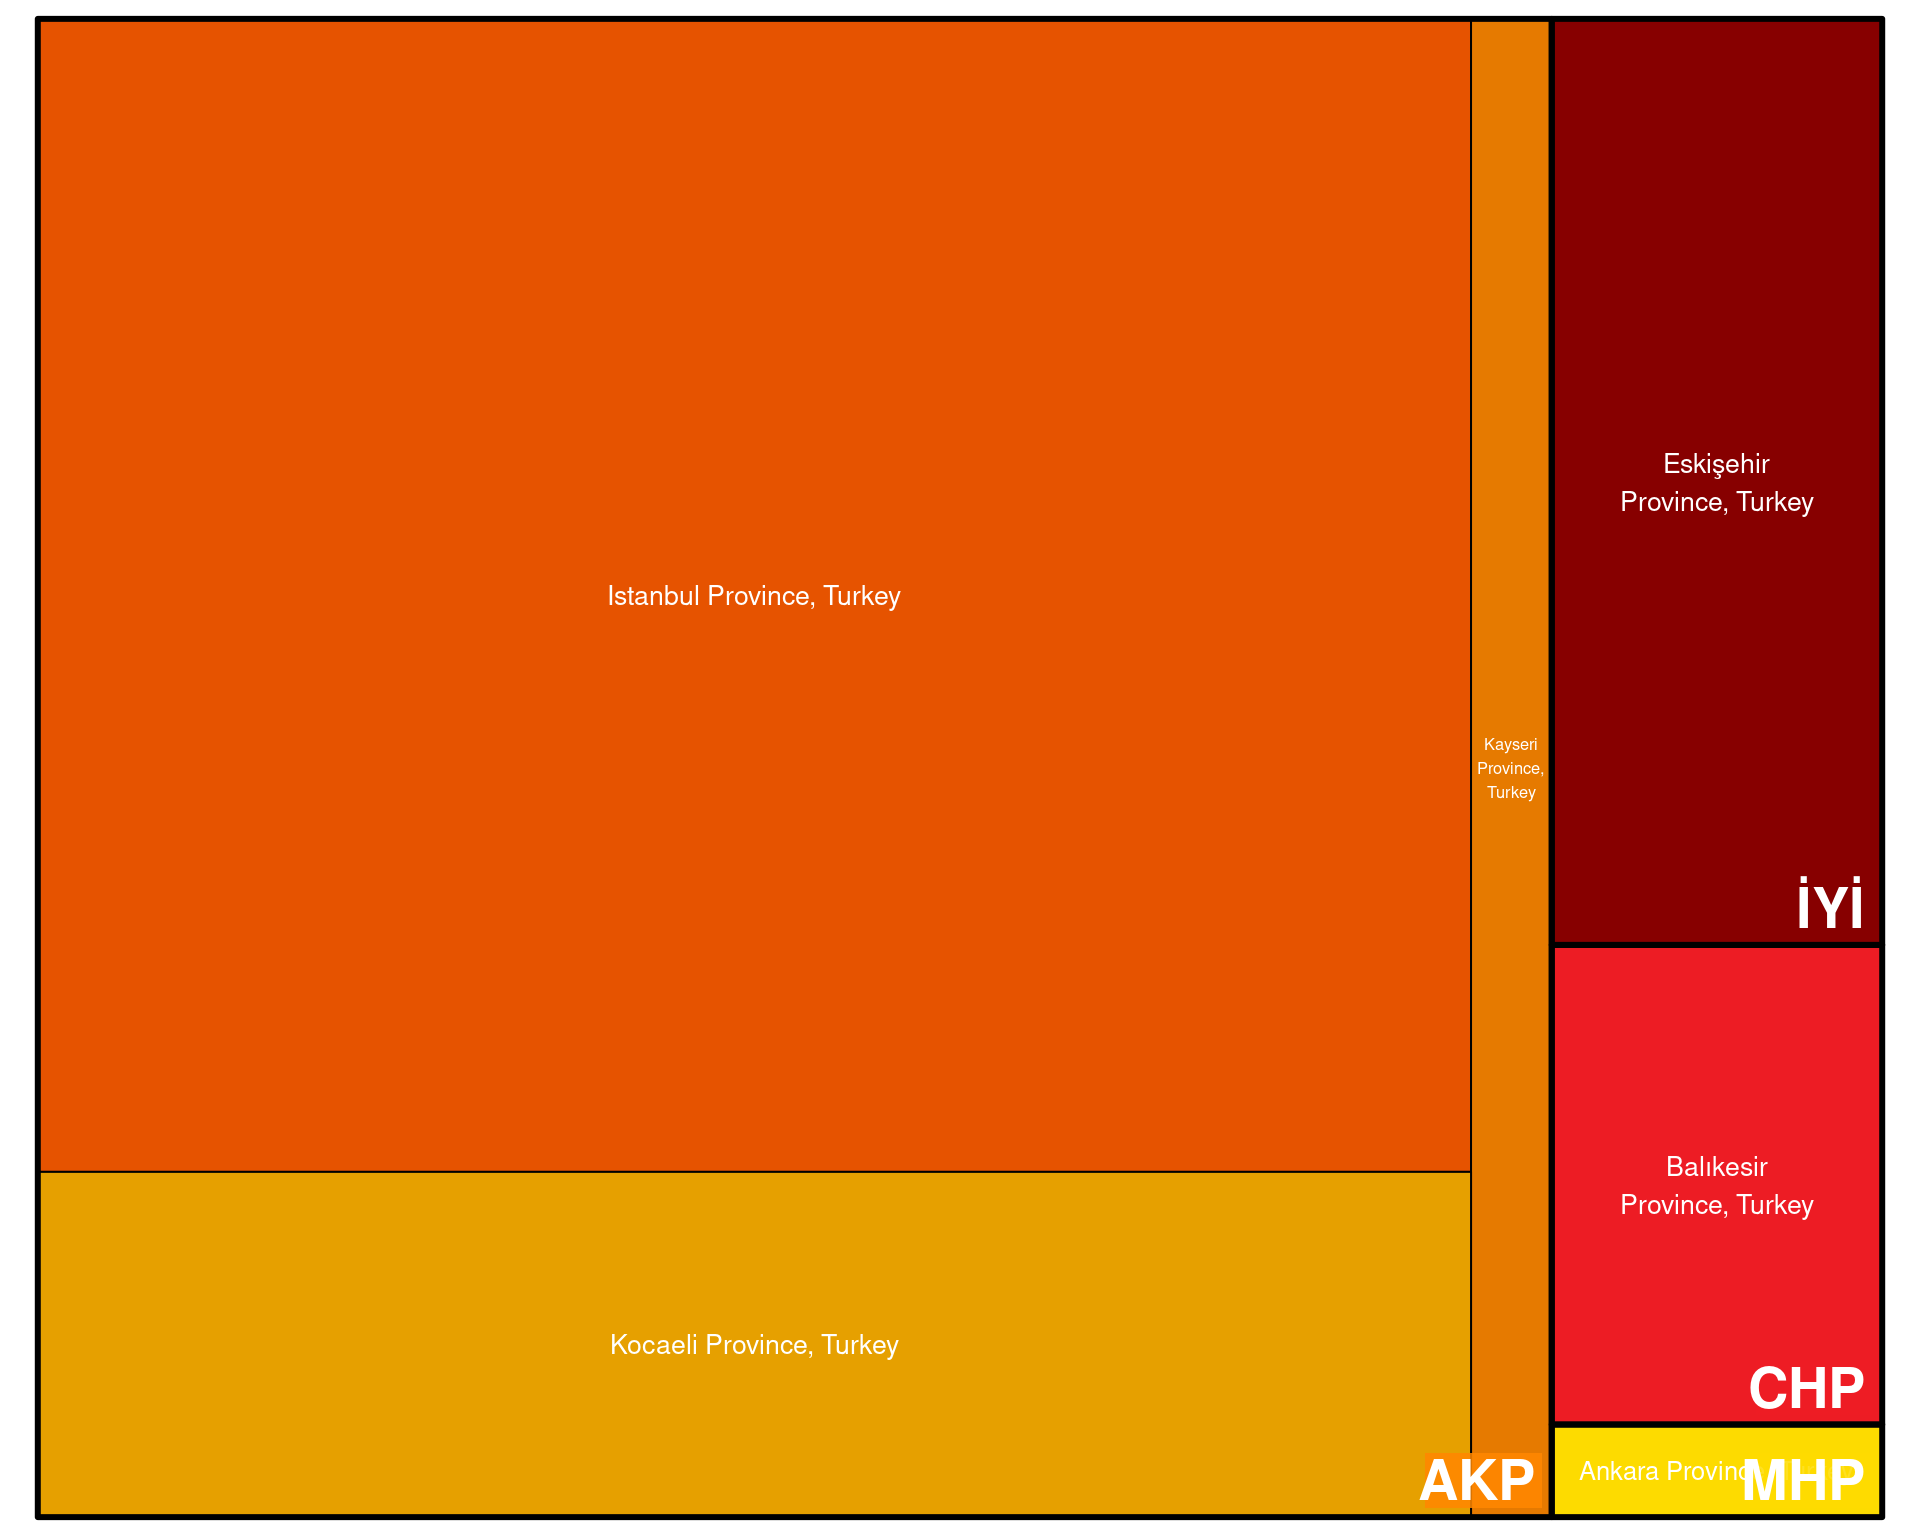 Istanbul Province, Turkey
Kocaeli Province, Turkey
Kayseri
Province,
Turkey
AKP
Eskişehir
Province, Turkey
İYİ
Balıkesir
Province, Turkey
CHP
Ankara
MHP